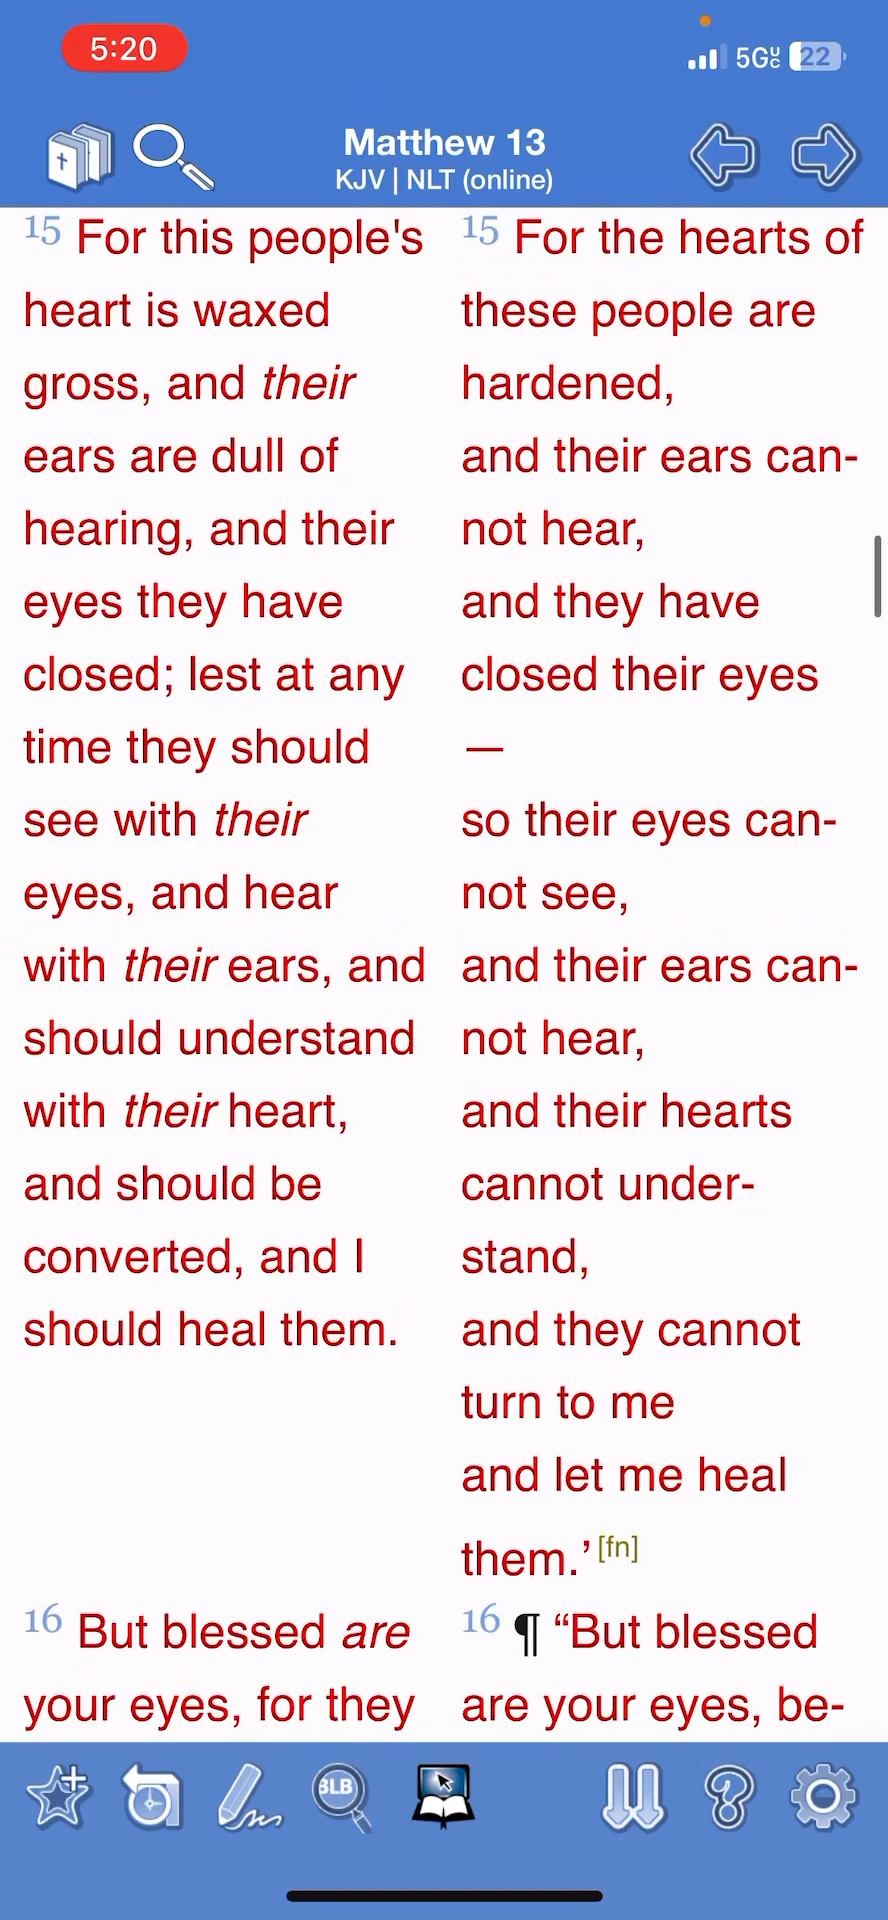 5:20
5G UC 22
Matthew 13
KJV | NLT (online)
15 For this people's
heart is waxed
gross, and their
ears are dull of
hearing, and their
eyes they have
closed; lest at any
time they should
see with their
eyes, and hear
with their ears, and
should understand
with their heart,
and should be
converted, and I
should heal them.
15 For the hearts of
these people are
hardened,
and their ears can-
not hear,
and they have
closed their eyes
—
so their eyes can-
not see,
and their ears can-
not hear,
and their hearts
cannot under-
stand,
and they cannot
turn to me
and let me heal
them.’ [fn]
16 But blessed are
your eyes, for they
16 ¶ “But blessed
are your eyes, be-
BLB